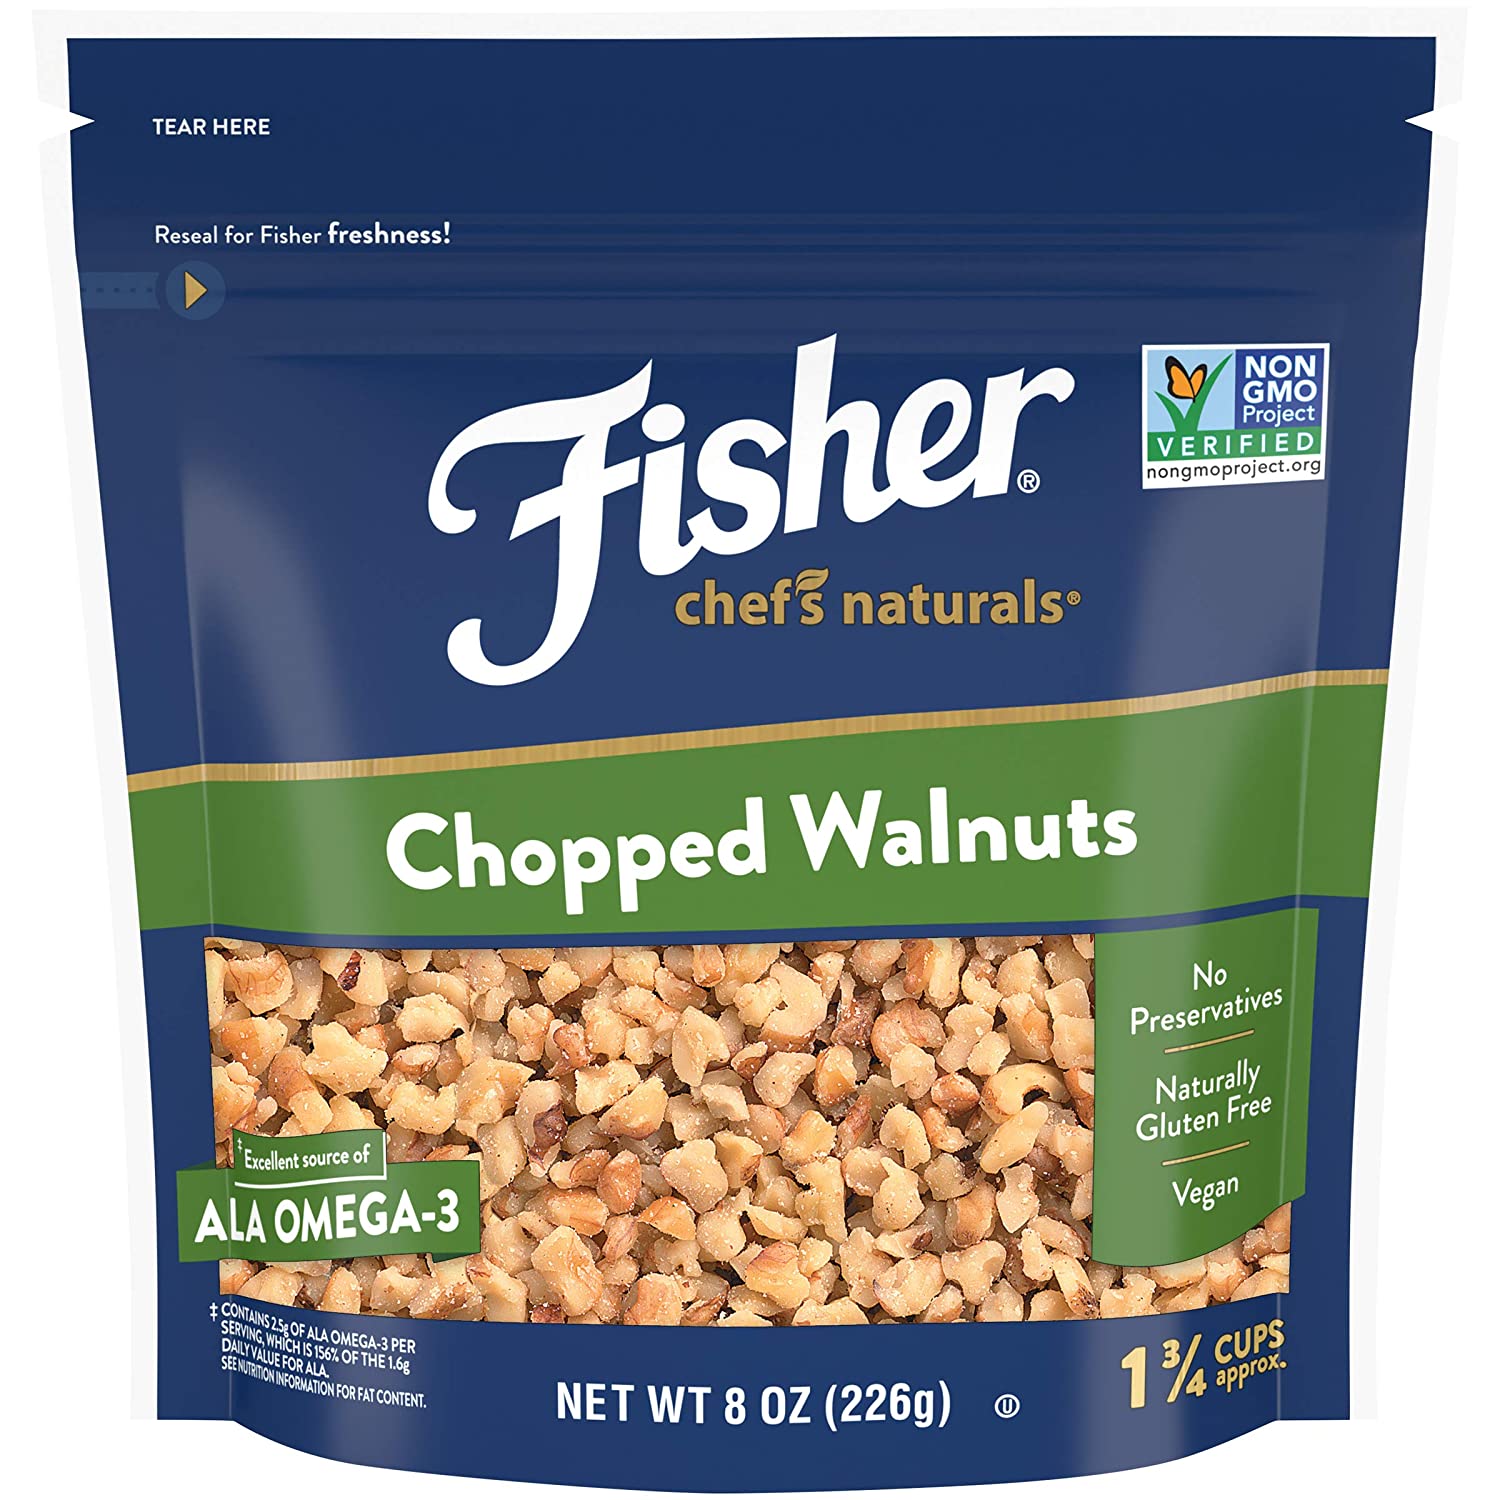 TEAR HERE
Reseal for Fisher freshness!
Fisher®
chef's naturals®
NON
GMO
Project
VERIFIED
nongmoproject.org
Chopped Walnuts
No
Preservatives
Naturally
Gluten Free
Vegan
‡Excellent source of
ALA OMEGA-3
‡ CONTAINS 2.5g OF ALA OMEGA-3 PER
SERVING, WHICH IS 156% OF THE 1.6g
DAILY VALUE FOR ALA.
SEE NUTRITION INFORMATION FOR FAT CONTENT.
NET WT 8 OZ (226g)
U
1 3/4 CUPS
approx.